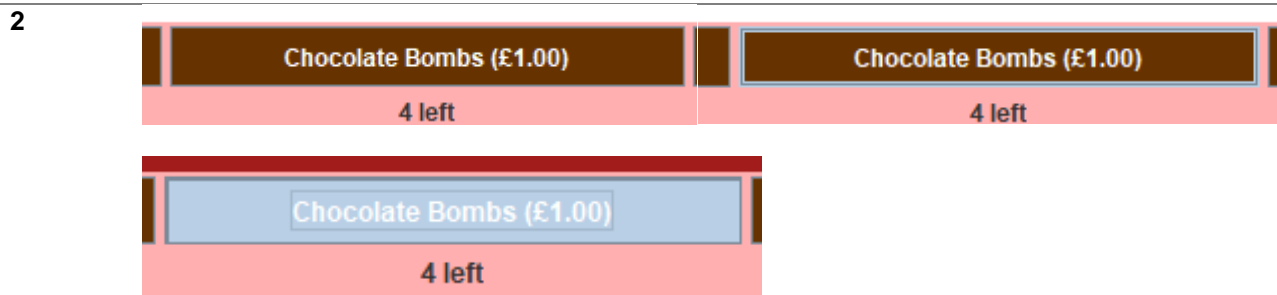 2
Chocolate Bombs (£1.00) Chocolate Bombs (£1.00)
4 left 4 left
Chocolate Bombs (£1.00)
4 left